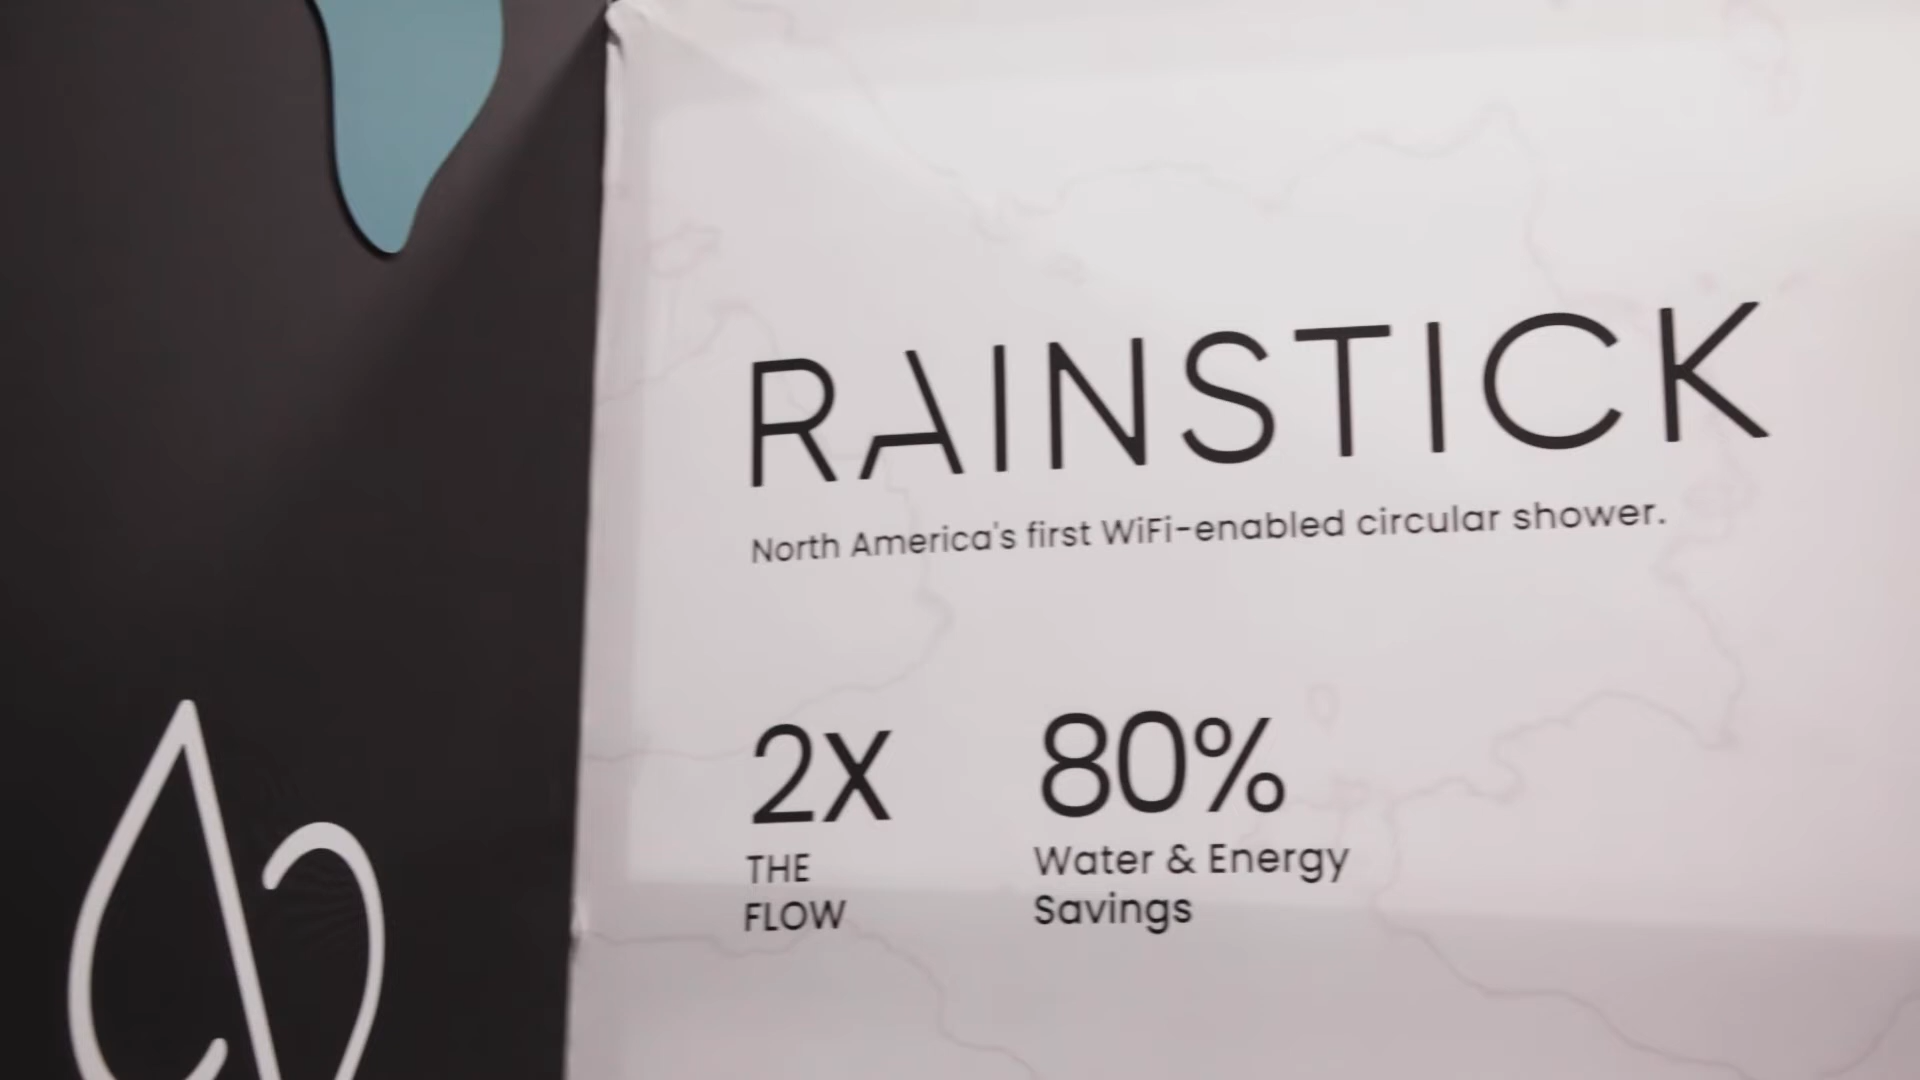 RAINSTICK
North America's first WiFi-enabled circular shower.
2X
THE
FLOW
80%
Water & Energy
Savings